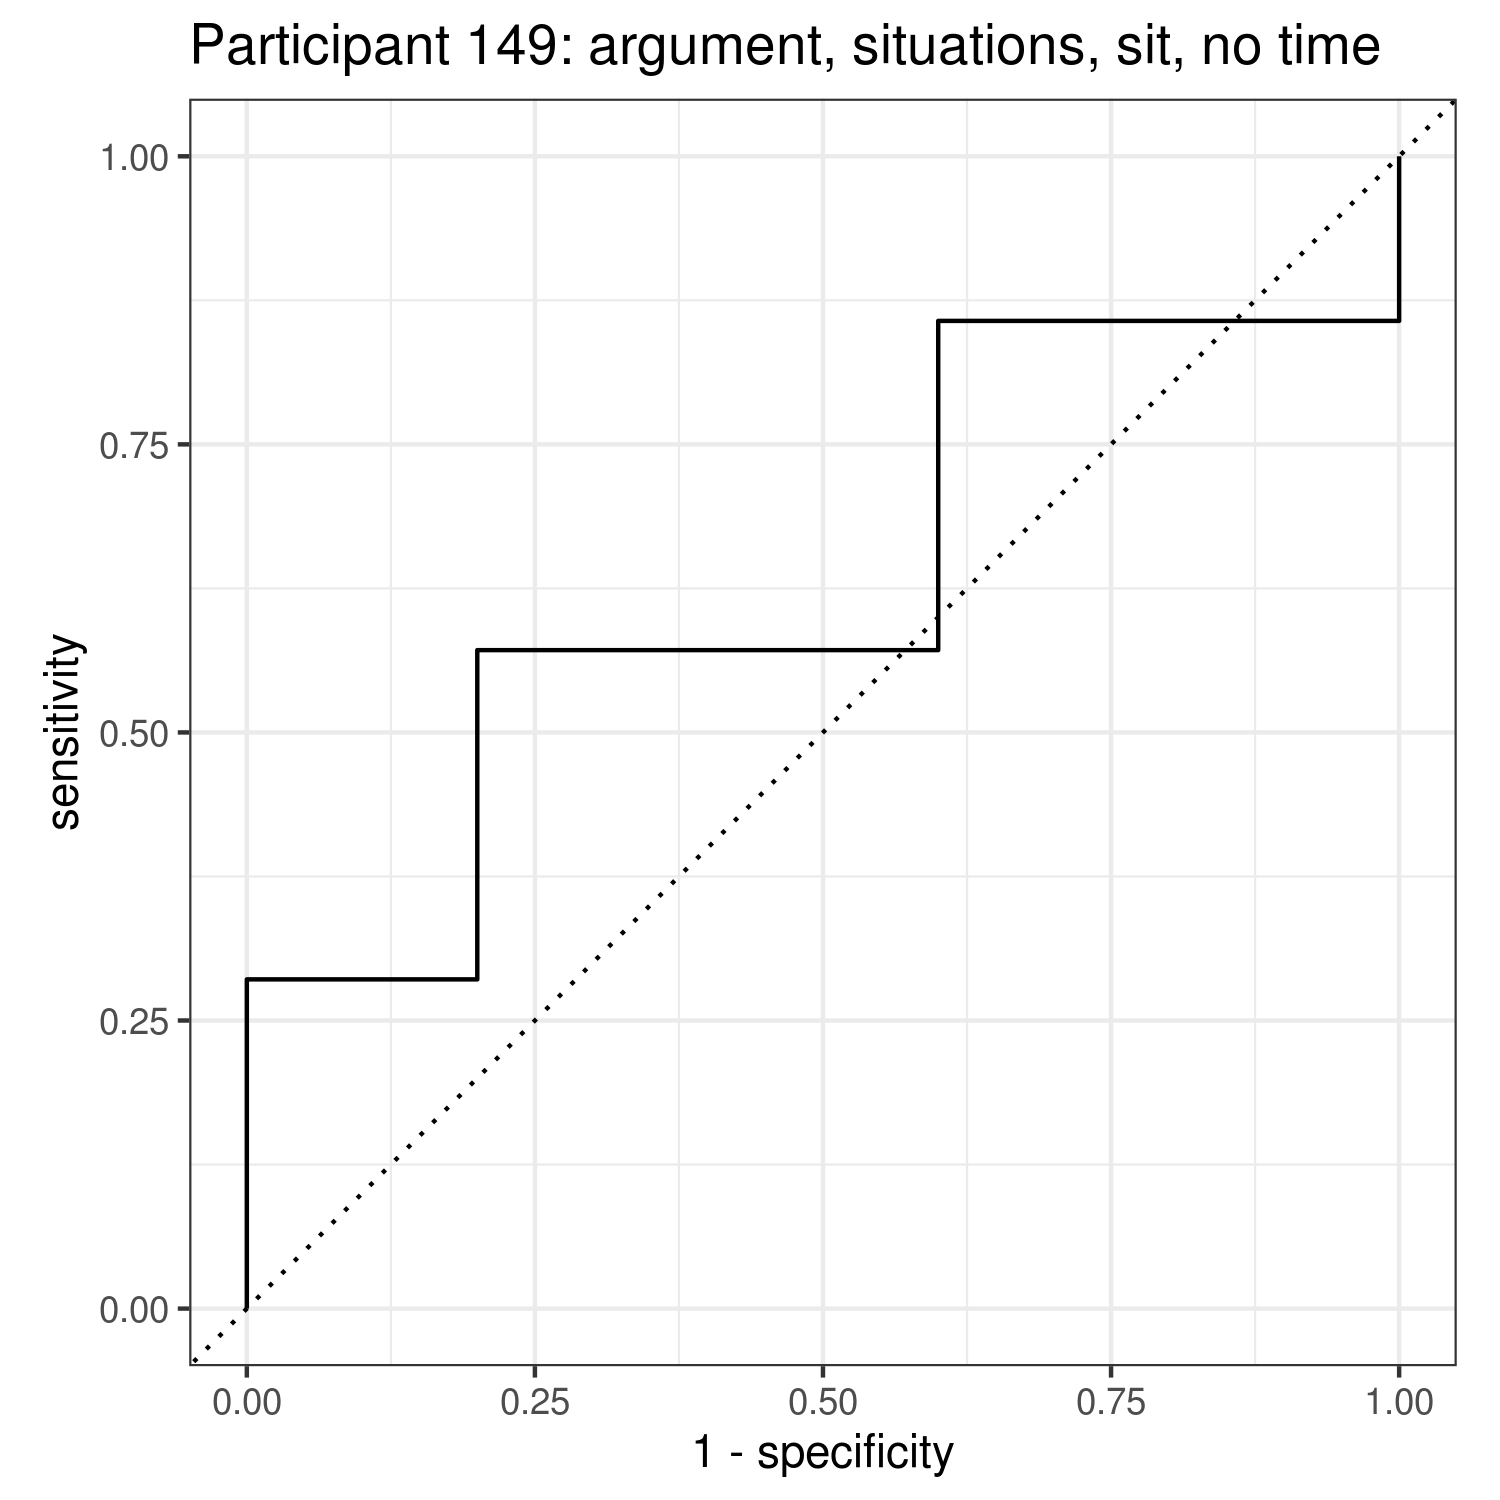 Participant 149: argument, situations, sit, no time
1.00
0.75
0.50
0.25
0.00
sensitivity
0.00 0.25 0.50 0.75 1.00
1 - specificity